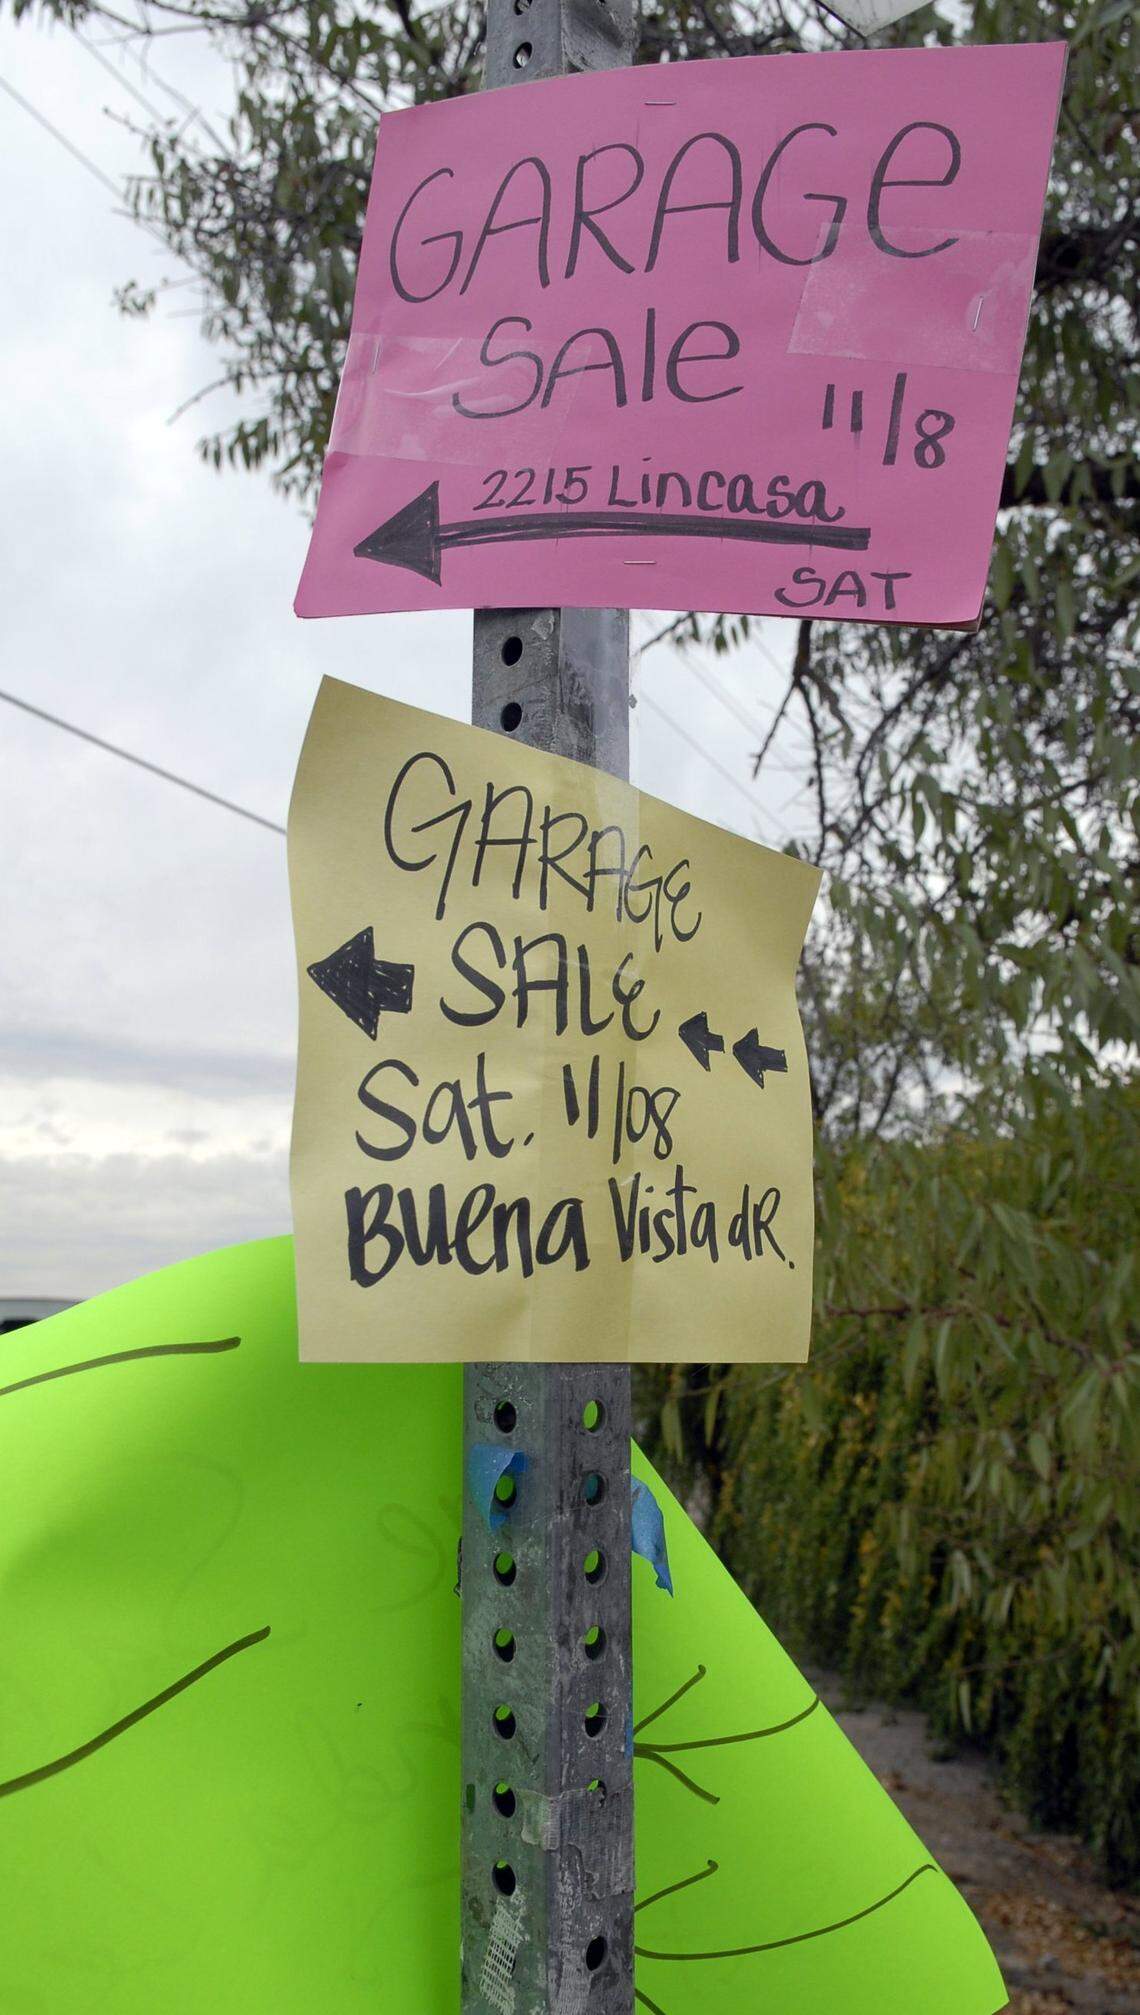 GARAGE
SAle
11/8
2215 Lincasa
SAT
GARAGE
SALE
Sat. 11/08
Buena Vista dR.